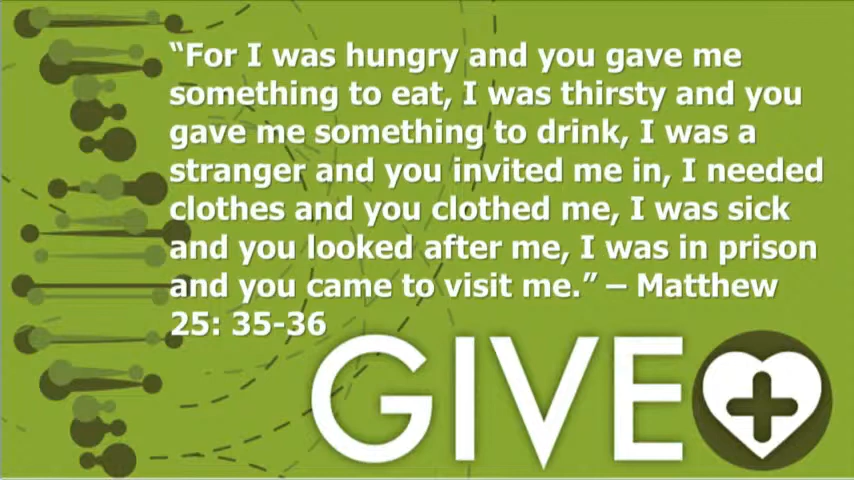 “For I was hungry and you gave me
something to eat, I was thirsty and you
gave me something to drink, I was a
stranger and you invited me in, I needed
clothes and you clothed me, I was sick
and you looked after me, I was in prison
and you came to visit me.” – Matthew
25: 35-36
GIVE